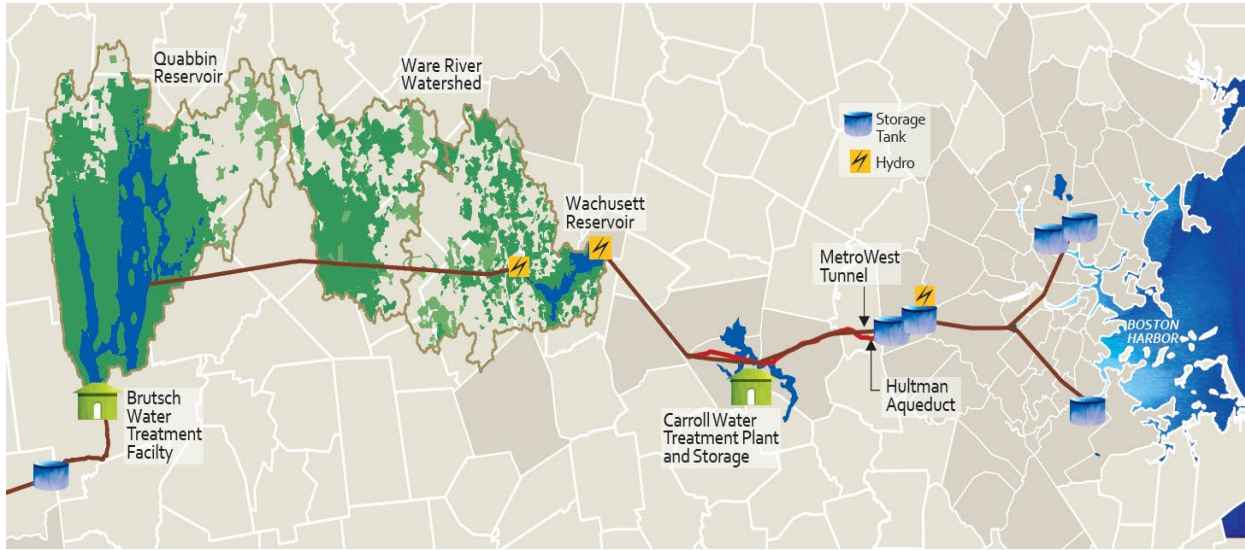 Quabbin
Reservoir
Ware River
Watershed
Storage
Tank
Hydro
Wachusett
Reservoir
MetroWest
Tunnel
BOSTON
HARBOR
Hultman
Aqueduct
Brutsch
Water
Treatment
Facilty
Carroll Water
Treatment Plant
and Storage